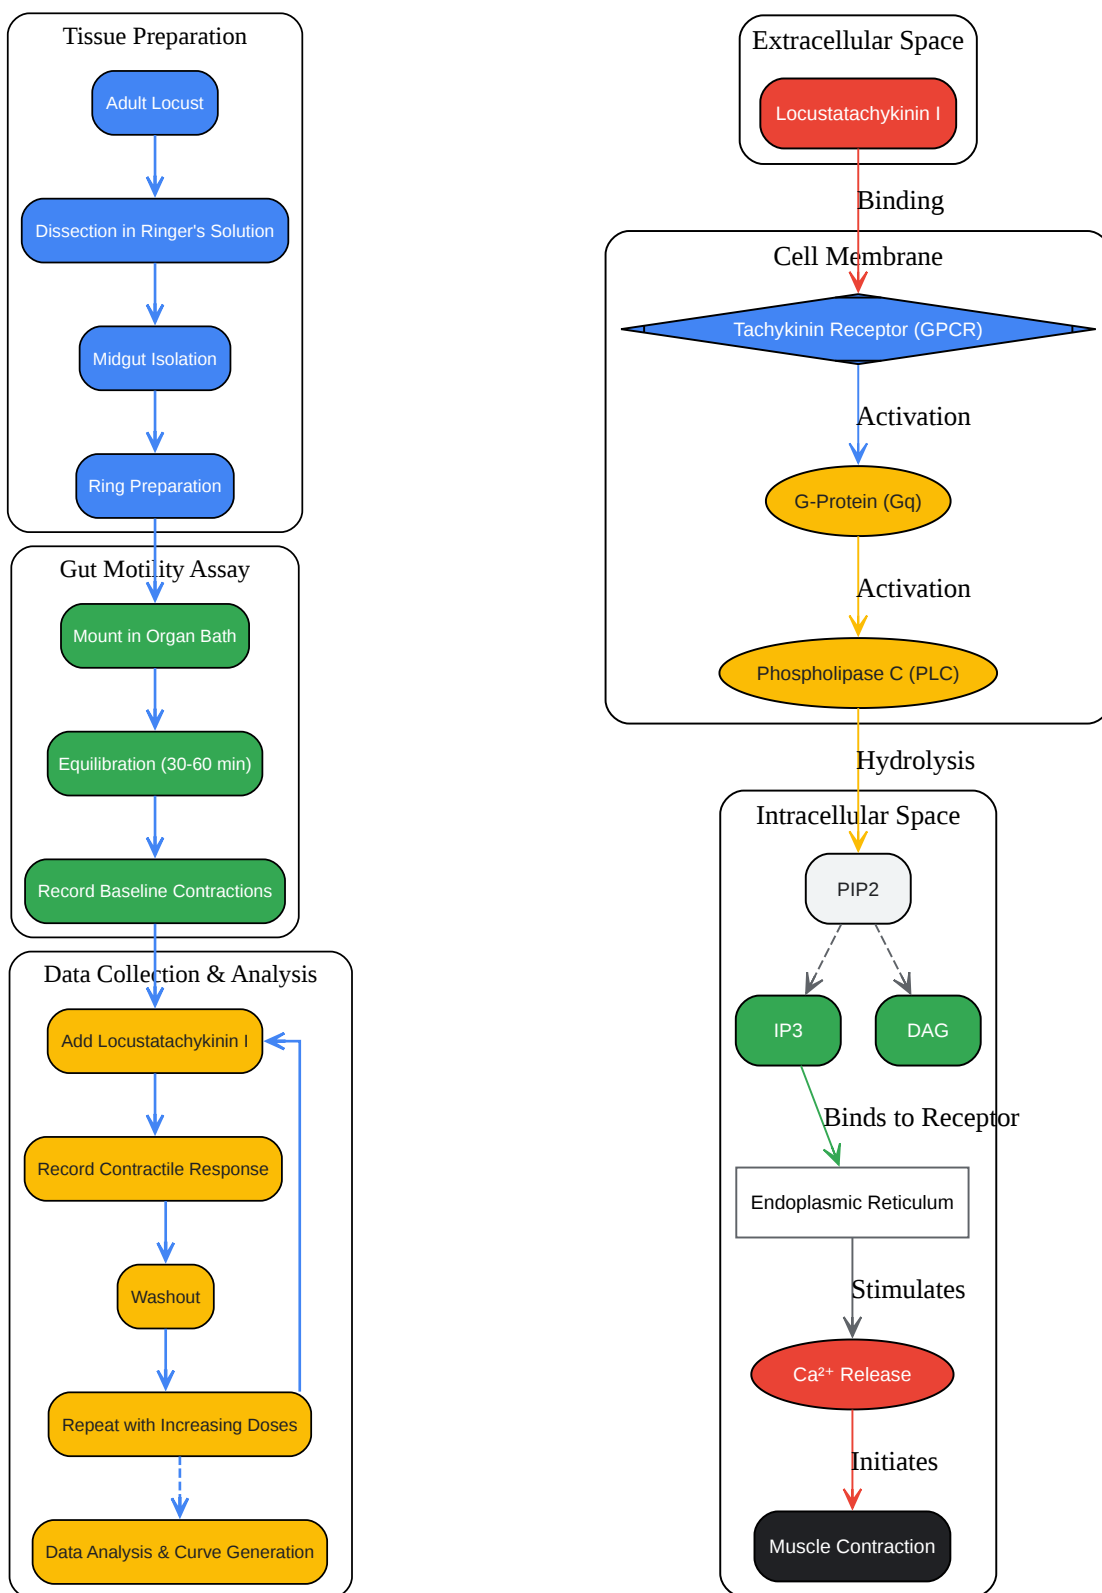 Tissue Preparation
Adult Locust
Dissection in Ringer's Solution
Midgut Isolation
Ring Preparation
Gut Motility Assay
Mount in Organ Bath
Equilibration (30-60 min)
Record Baseline Contractions
Data Collection & Analysis
Add Locustatachykinin I
Record Contractile Response
Washout
Repeat with Increasing Doses
Data Analysis & Curve Generation
Extracellular Space
Locustatachykinin I
Binding
Cell Membrane
Tachykinin Receptor (GPCR)
Activation
G-Protein (Gq)
Activation
Phospholipase C (PLC)
Hydrolysis
Intracellular Space
PIP2
IP3
DAG
Binds to Receptor
Endoplasmic Reticulum
Stimulates
Ca²⁺ Release
Initiates
Muscle Contraction